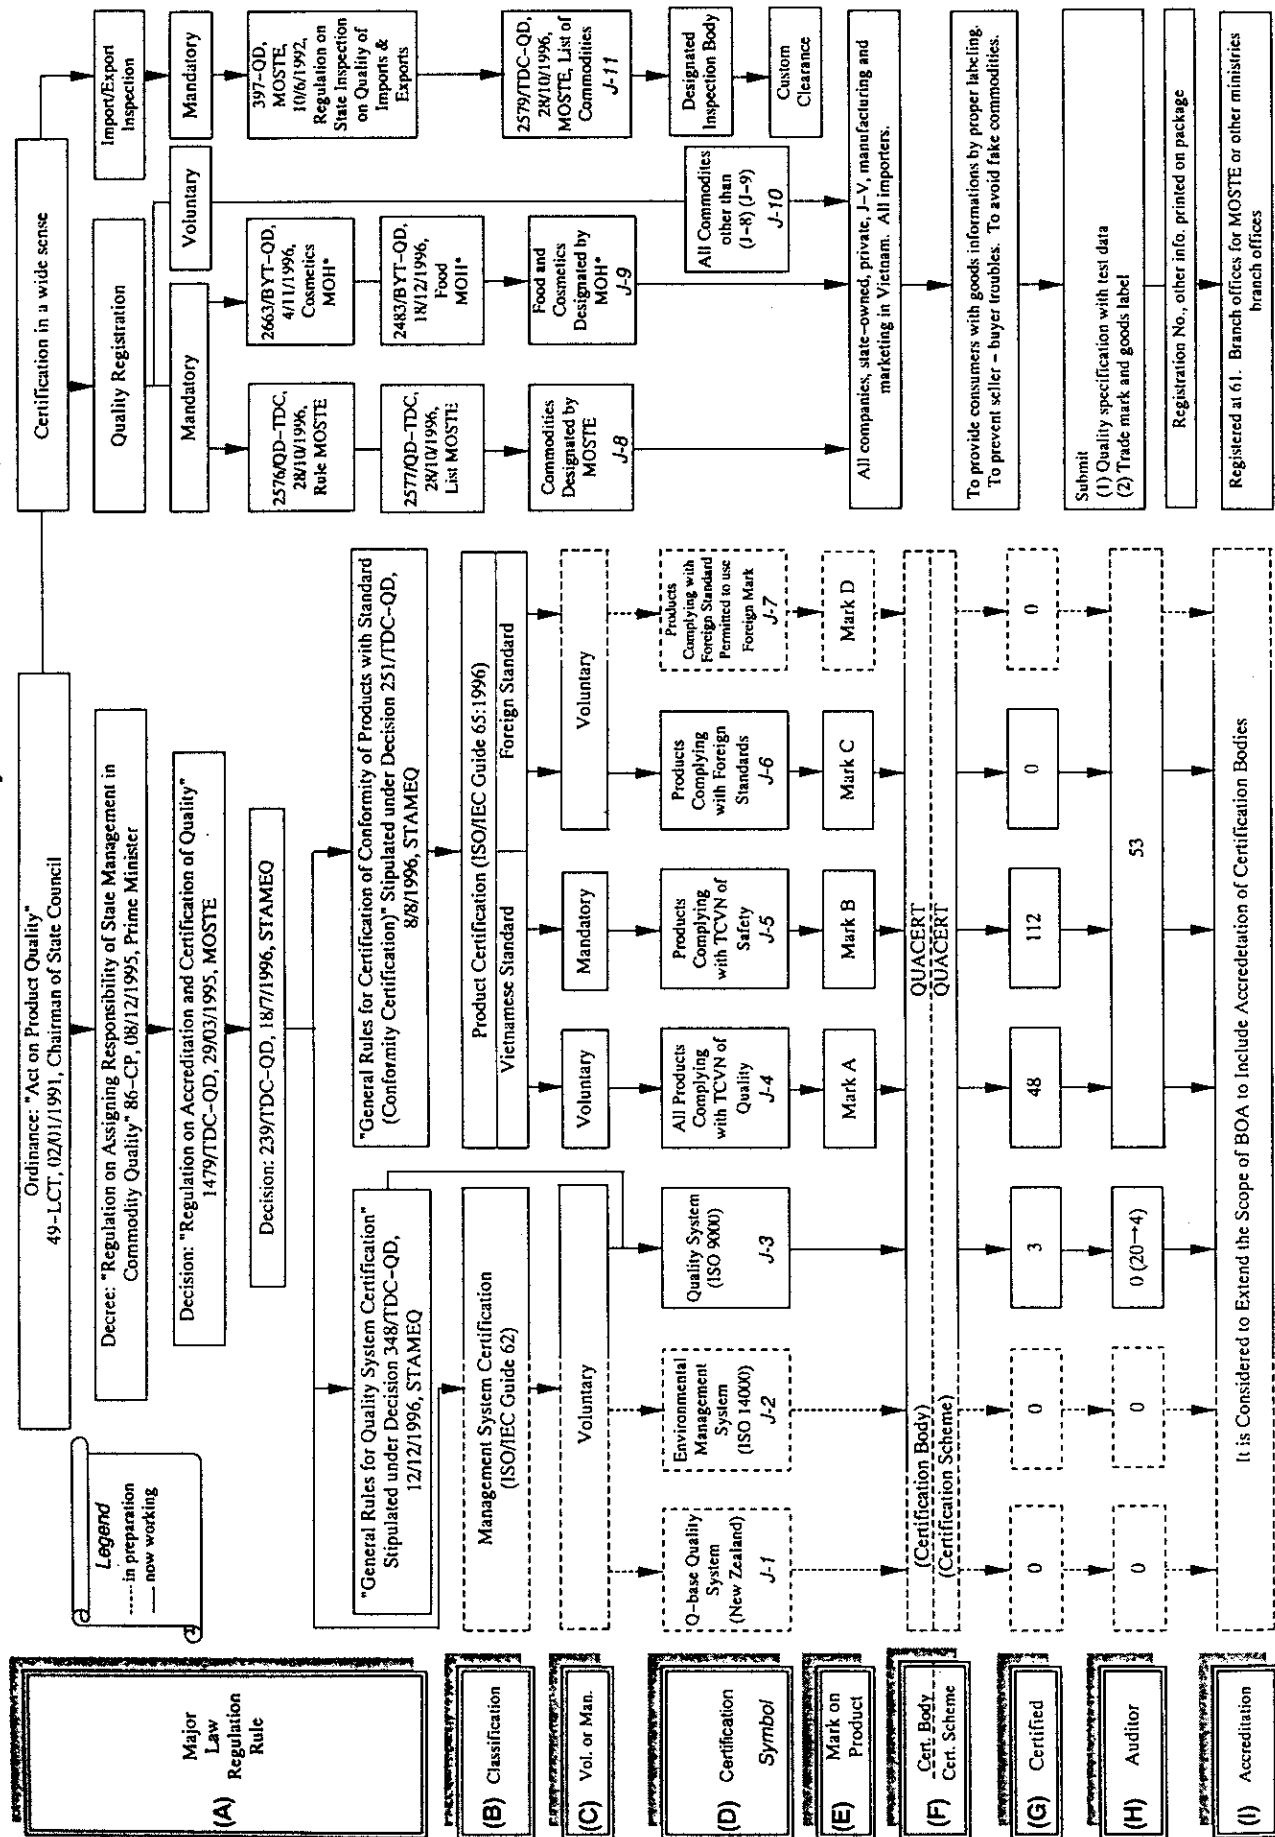 Ordinance: "Act on Product Quality"
49-LCT, 02/01/1991, Chairman of State Council
Certification in a wide sense
Legend
in preparation
now working
Decree: "Regulation on Assigning Responsibility of State Management in
Commodity Quality" 86-CP, 08/12/1995, Prime Minister
Decision: "Regulation on Accreditation and Certification of Quality"
1479/TDC-QD, 29/03/1995, MOSTE
Decision: 239/TDC-QD, 18/7/1996, STAMEQ
"General Rules for Quality System Certification"
Stipulated under Decision 348/TDC-QD,
12/12/1996, STAMEQ
"General Rules for Certification of Conformity of Products with Standard
(Conformity Certification)" Stipulated under Decision 251/TDC-QD,
8/8/1996, STAMEQ
(A)
Major
Law
Regulation
Rule
(B) Classification
Management System Certification
(ISO/IEC Guide 62)
Product Certification (ISO/IEC Guide 65:1996)
Vietnamese Standard
Foreign Standard
(C) Vol. or Man.
Voluntary
Voluntary
Mandatory
Voluntary
(D) Certification
Symbol
Q-base Quality
System
(New Zealand)
J-1
Environmental
Management
System
(ISO 14000)
J-2
Quality System
(ISO 9000)
J-3
All Products
Complying
with TCVN of
Quality
J-4
Products
Complying
with TCVN of
Safety
J-5
Products
Complying
with Foreign
Standards
J-6
Products
Complying with
Foreign Standard
Permitted to use
Foreign Mark
J-7
(E) Mark on
Product
Mark A
Mark B
Mark C
Mark D
(F) Cert. Body
Cert. Scheme
(Certification Body)
QUACERT
(Certification Scheme)
QUACERT
(G) Certified
0
0
3
48
112
0
0
(H) Auditor
0
0
0 (20→4)
53
(I) Accreditation
It is Considered to Extend the Scope of BOA to Include Accredetation of Certification Bodies
Quality Registration
Import/Export
Inspection
Mandatory
Voluntary
Mandatory
2576/QD-TDC,
28/10/1996,
Rule MOSTE
2663/BYT-QD,
4/11/1996,
Cosmetics
MOH*
397-QD,
MOSTE,
10/6/1992,
Regulation on
State Inspection
on Quality of
Imports &
Exports
2577/QD-TDC,
28/10/1996,
List MOSTE
2483/BYT-QD,
18/12/1996,
Food
MOH*
2579/TDC-QD,
28/10/1996,
MOSTE, List of
Commodities
J-11
Commodities
Designated by
MOSTE
J-8
Food and
Cosmetics
Designated by
MOH*
J-9
All Commodites
other than
(J-8) (J-9)
J-10
Designated
Inspection Body
Custom
Clearance
All companies, state-owned, private, J-V, manufacturing and
marketing in Vietnam. All importers.
To provide consumers with goods informations by proper labeling.
To prevent seller - buyer troubles. To avoid fake commodities.
Submit
(1) Quality specification with test data
(2) Trade mark and goods label
Registration No., other info. printed on package
Registered at 61. Branch offices for MOSTE or other ministries
branch offices